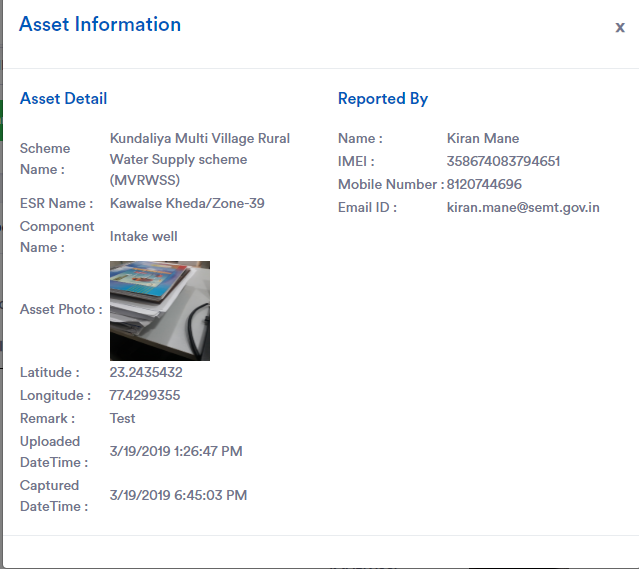 Asset Information
x
Asset Detail
Scheme Name :
Kundaliya Multi Village Rural
Water Supply scheme
(MVRWSS)
ESR Name : Kawalse Kheda/Zone-39
Component Name :
Intake well
Asset Photo :
Latitude : 23.2435432
Longitude : 77.4299355
Remark : Test
Uploaded DateTime :
3/19/2019 1:26:47 PM
Captured DateTime :
3/19/2019 6:45:03 PM
Reported By
Name : Kiran Mane
IMEI : 358674083794651
Mobile Number : 8120744696
Email ID : kiran.mane@semt.gov.in